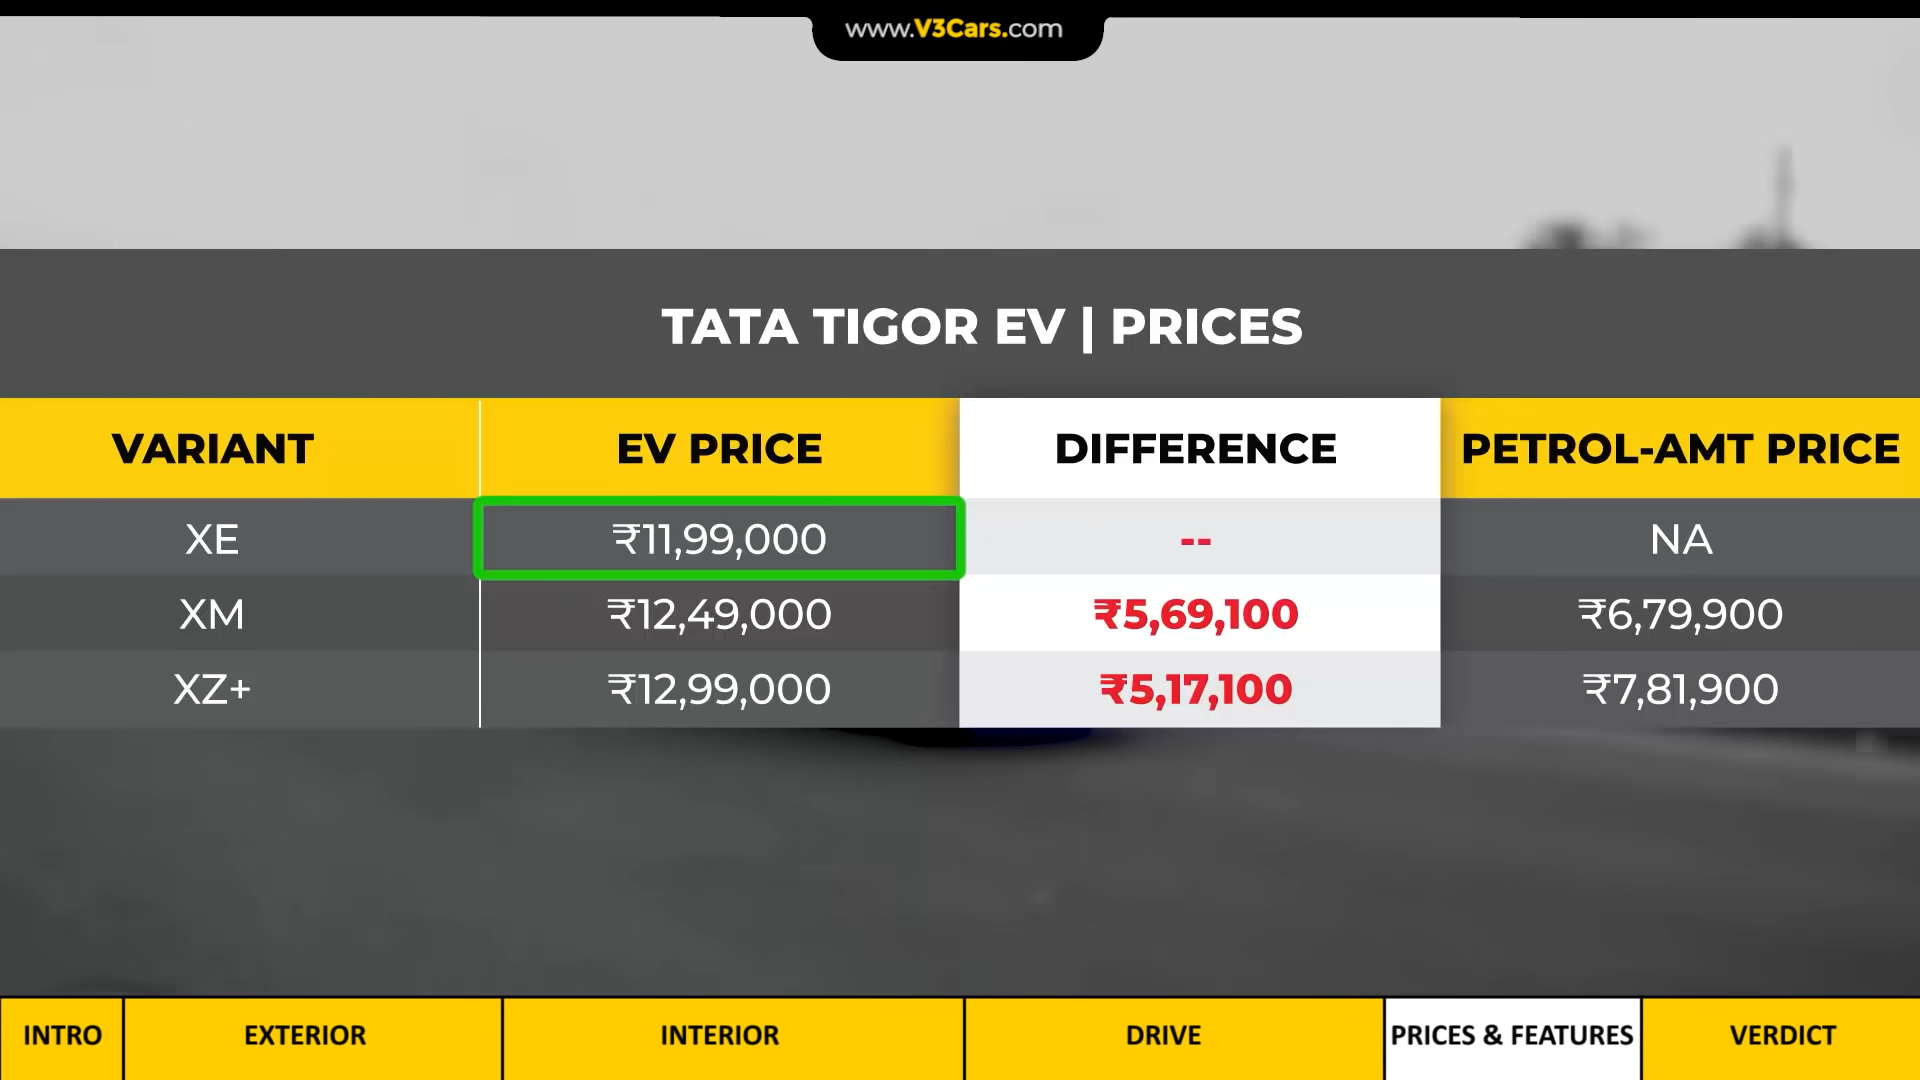 www.V3Cars.com
TATA TIGOR EV | PRICES
VARIANT EV PRICE DIFFERENCE PETROL-AMT PRICE
XE ₹11,99,000 -- NA
XM ₹12,49,000 ₹5,69,100 ₹6,79,900
XZ+ ₹12,99,000 ₹5,17,100 ₹7,81,900
INTRO EXTERIOR INTERIOR DRIVE PRICES & FEATURES VERDICT